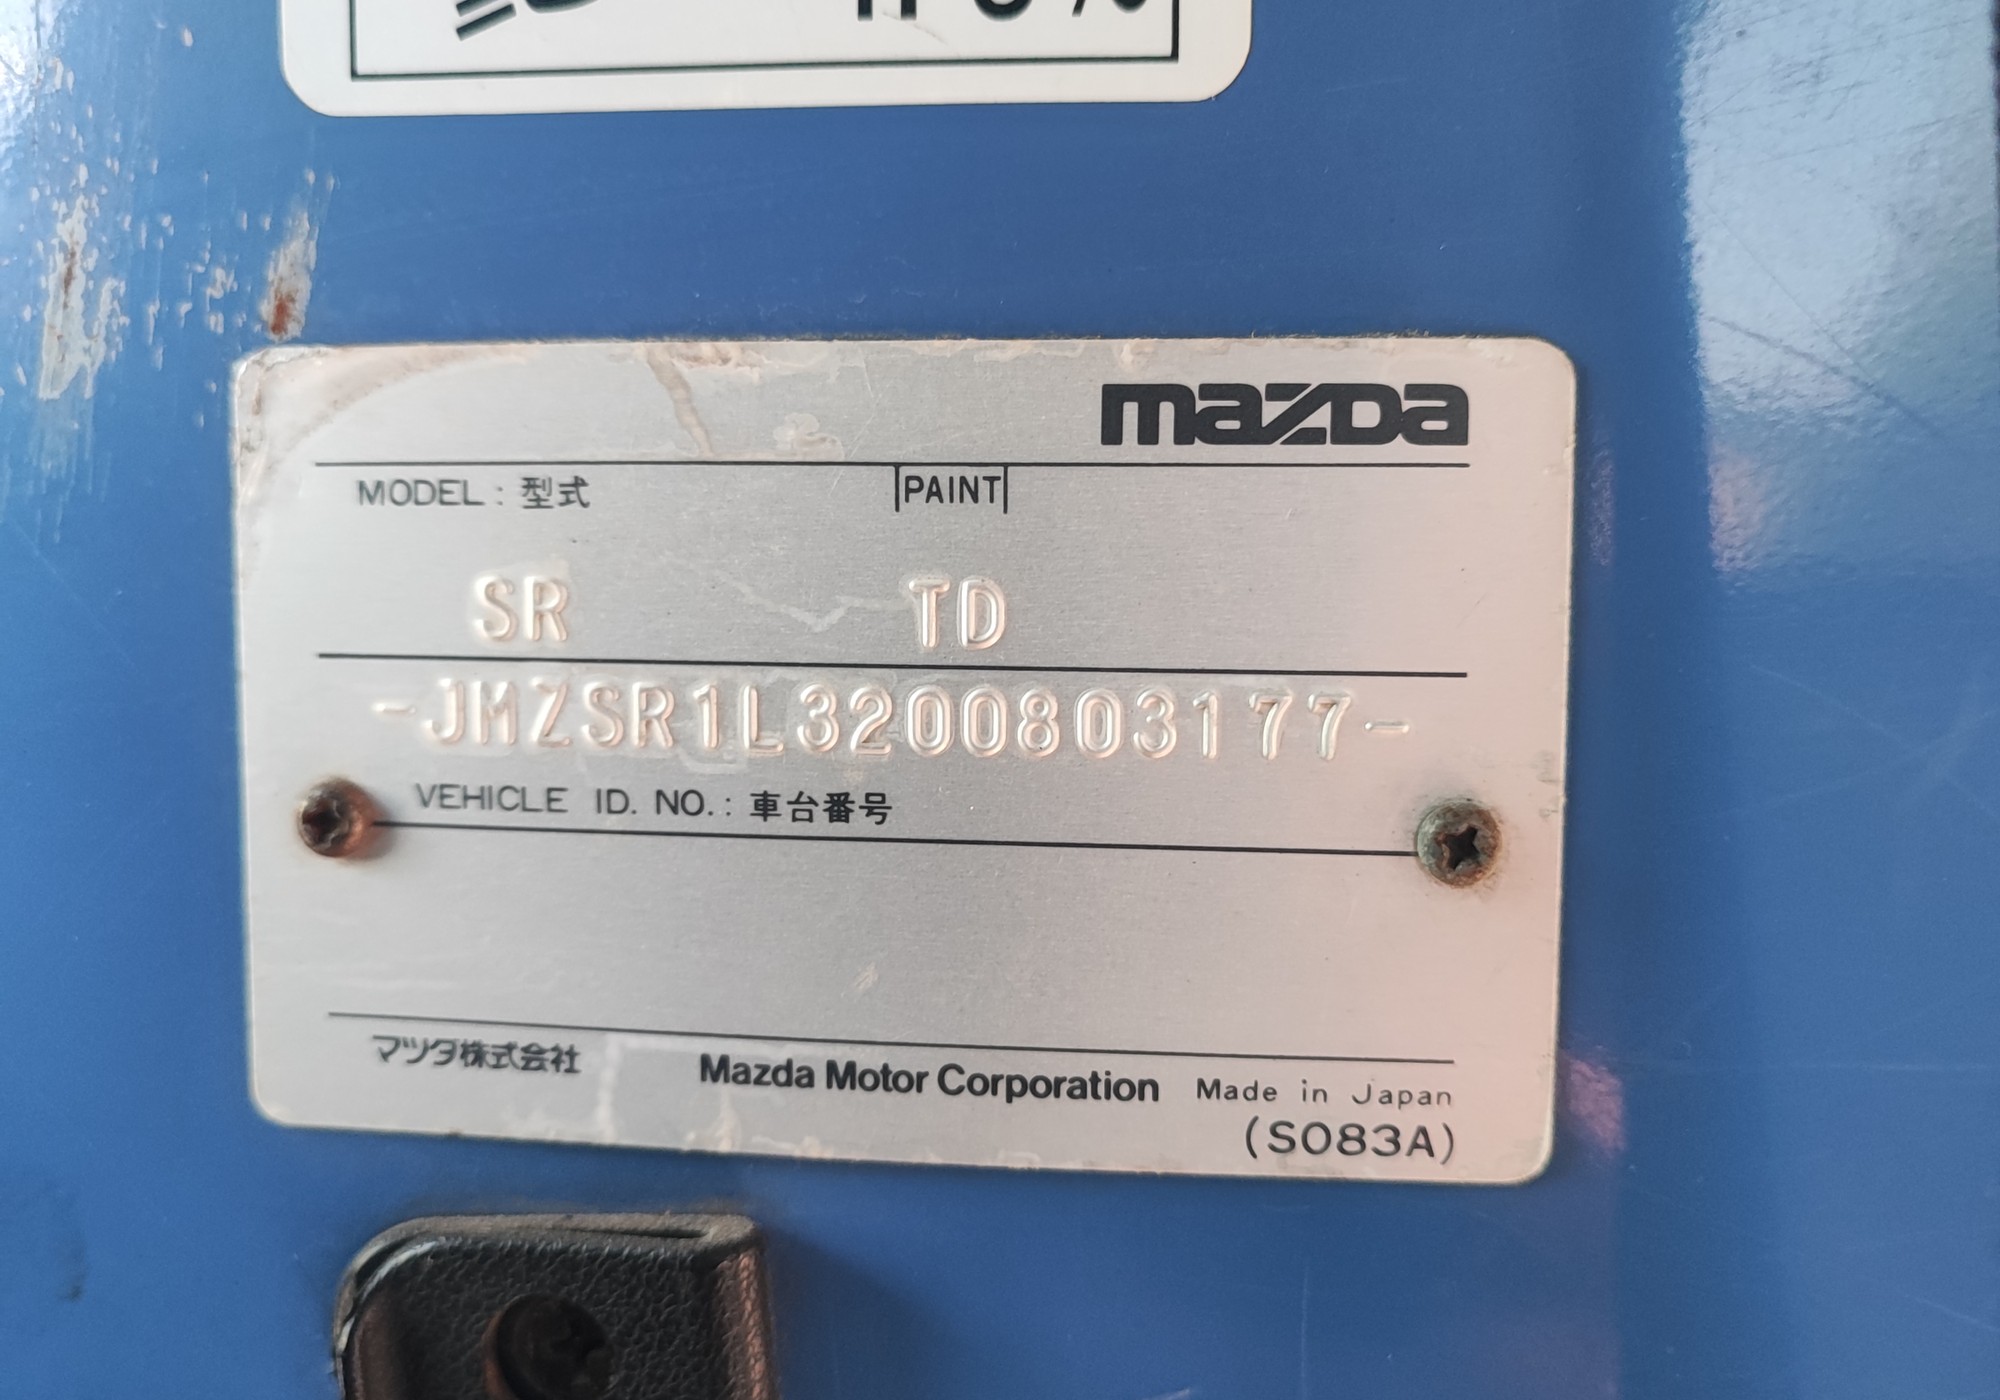 mazda
MODEL : 型式 PAINT
SR TD
-JMZSR1L3200803177-
VEHICLE ID. NO. : 車台番号
マツダ株式会社 Mazda Motor Corporation Made in Japan
(S083A)